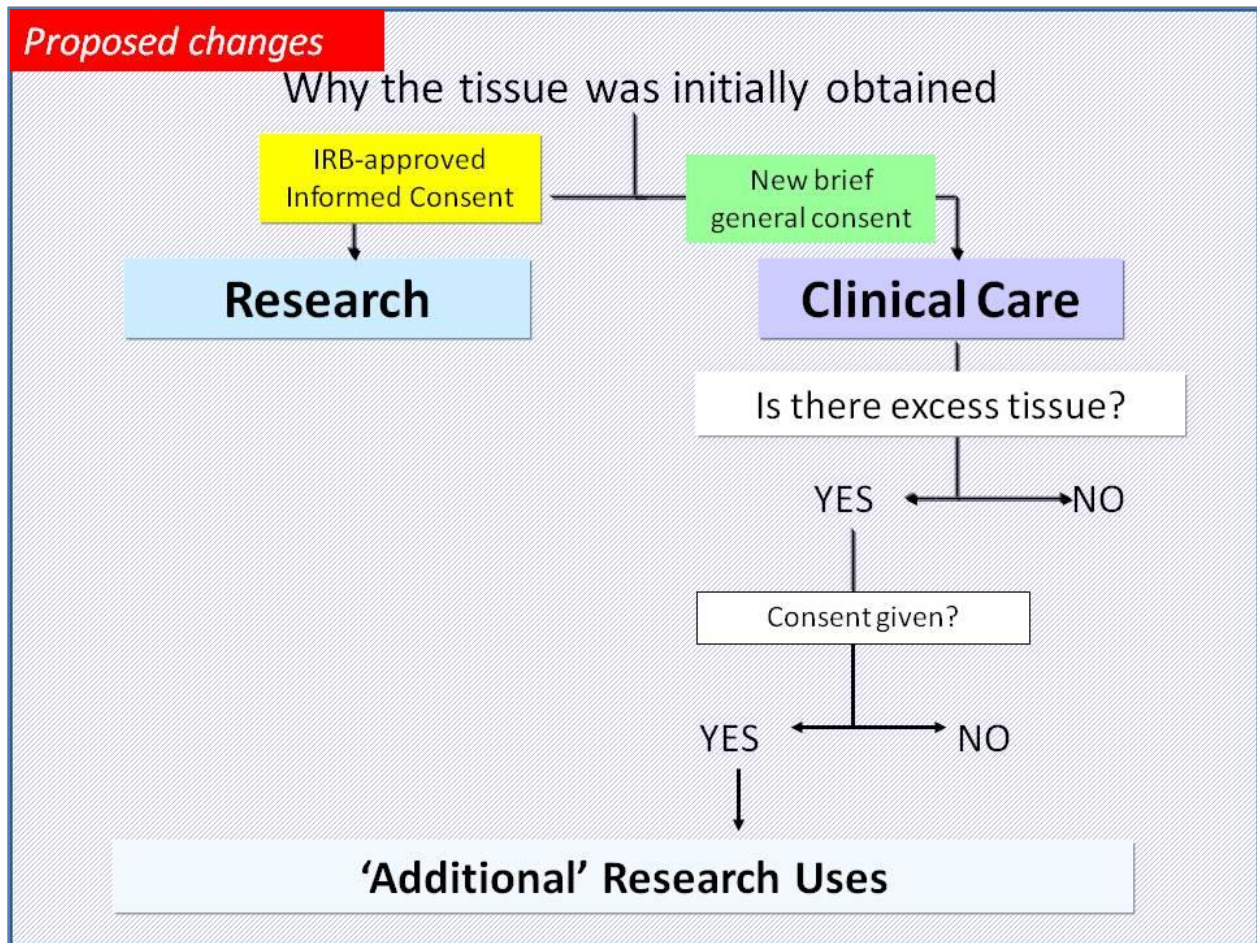 Proposed changes
Why the tissue was initially obtained
IRB-approved
Informed Consent
New brief
general consent
Research
Clinical Care
Is there excess tissue?
YES
NO
Consent given?
YES
NO
‘Additional’ Research Uses